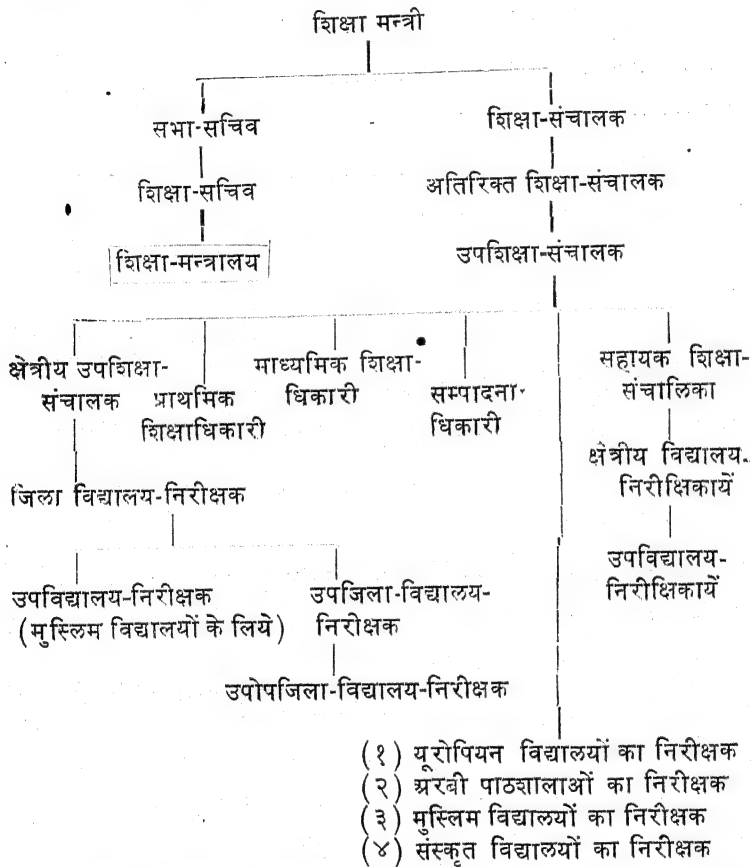 शिक्षा मन्त्री
सभा-सचिव
शिक्षा-संचालक
शिक्षा-सचिव
अतिरिक्त शिक्षा-संचालक
शिक्षा-मन्त्रालय
उपशिक्षा-संचालक
क्षेत्रीय उपशिक्षा-
संचालक
प्राथमिक
शिक्षाधिकारी
माध्यमिक शिक्षा-
धिकारी
सम्पादना-
धिकारी
सहायक शिक्षा-
संचालिका
क्षेत्रीय विद्यालय-
निरीक्षिकायें
जिला विद्यालय-निरीक्षक
उपविद्यालय-
निरीक्षिकायें
उपविद्यालय-निरीक्षक
(मुस्लिम विद्यालयों के लिये)
उपजिला-विद्यालय-
निरीक्षक
उपोपजिला-विद्यालय-निरीक्षक
(१) यूरोपियन विद्यालयों का निरीक्षक
(२) अरबी पाठशालाओं का निरीक्षक
(३) मुस्लिम विद्यालयों का निरीक्षक
(४) संस्कृत विद्यालयों का निरीक्षक